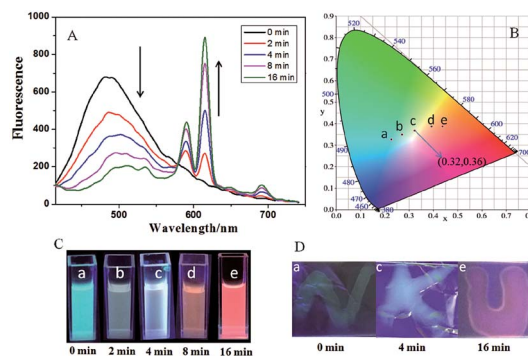 A
Fluorescence
1000
800
600
400
200
0
400
500
600
700
Wavelength/nm
0 min
2 min
4 min
8 min
16 min
B
0.9
0.8
0.7
0.6
0.5
0.4
0.3
0.2
0.1
0.0
y
520
540
560
580
600
620
700
500
490
480
470
460
380
a
b
c
d
e
(0.32,0.36)
0.0 0.1 0.2 0.3 0.4 0.5 0.6 0.7 0.8
x
C
a b c d e
0 min 2 min 4 min 8 min 16 min
D
a c e
0 min 4 min 16 min